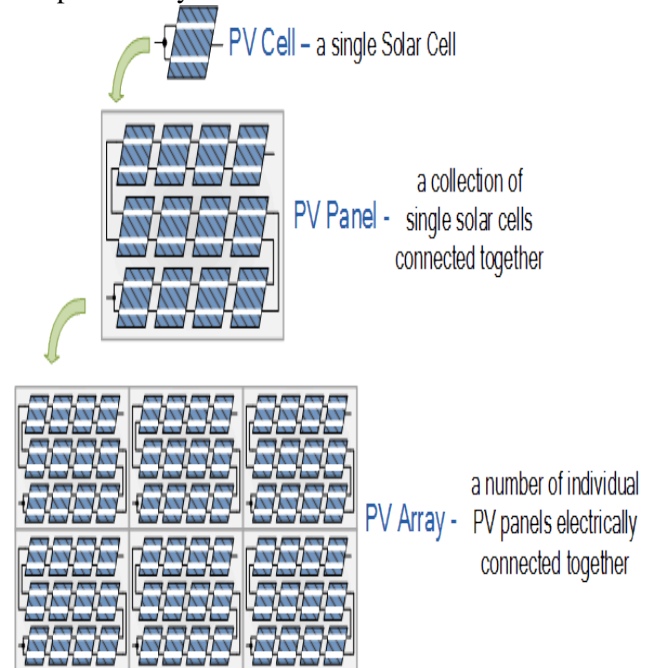 PV Cell – a single Solar Cell
PV Panel - a collection of
single solar cells
connected together
PV Array - a number of individual
PV panels electrically
connected together